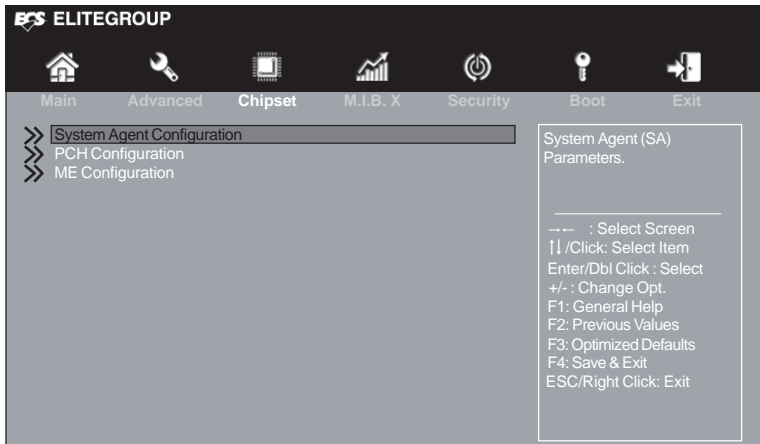 ECS ELITEGROUP
Main Advanced Chipset M.I.B. X Security Boot Exit
System Agent Configuration
PCH Configuration
ME Configuration
System Agent (SA)
Parameters.
→← : Select Screen
↑↓/Click: Select Item
Enter/Dbl Click : Select
+/- : Change Opt.
F1: General Help
F2: Previous Values
F3: Optimized Defaults
F4: Save & Exit
ESC/Right Click: Exit